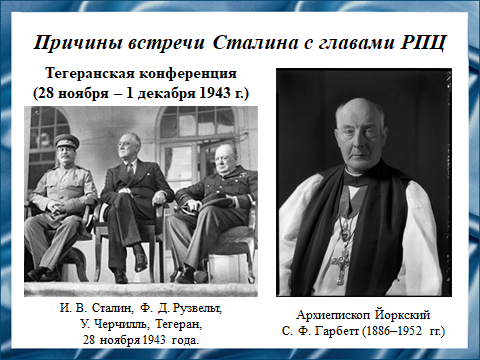 Причины встречи Сталина с главами РПЦ
Тегеранская конференция
(28 ноября – 1 декабря 1943 г.)
И. В. Сталин, Ф. Д. Рузвельт,
У. Черчилль, Тегеран,
28 ноября 1943 года.
Архиепископ Йоркский
С. Ф. Гарбетт (1886–1952 гг.)